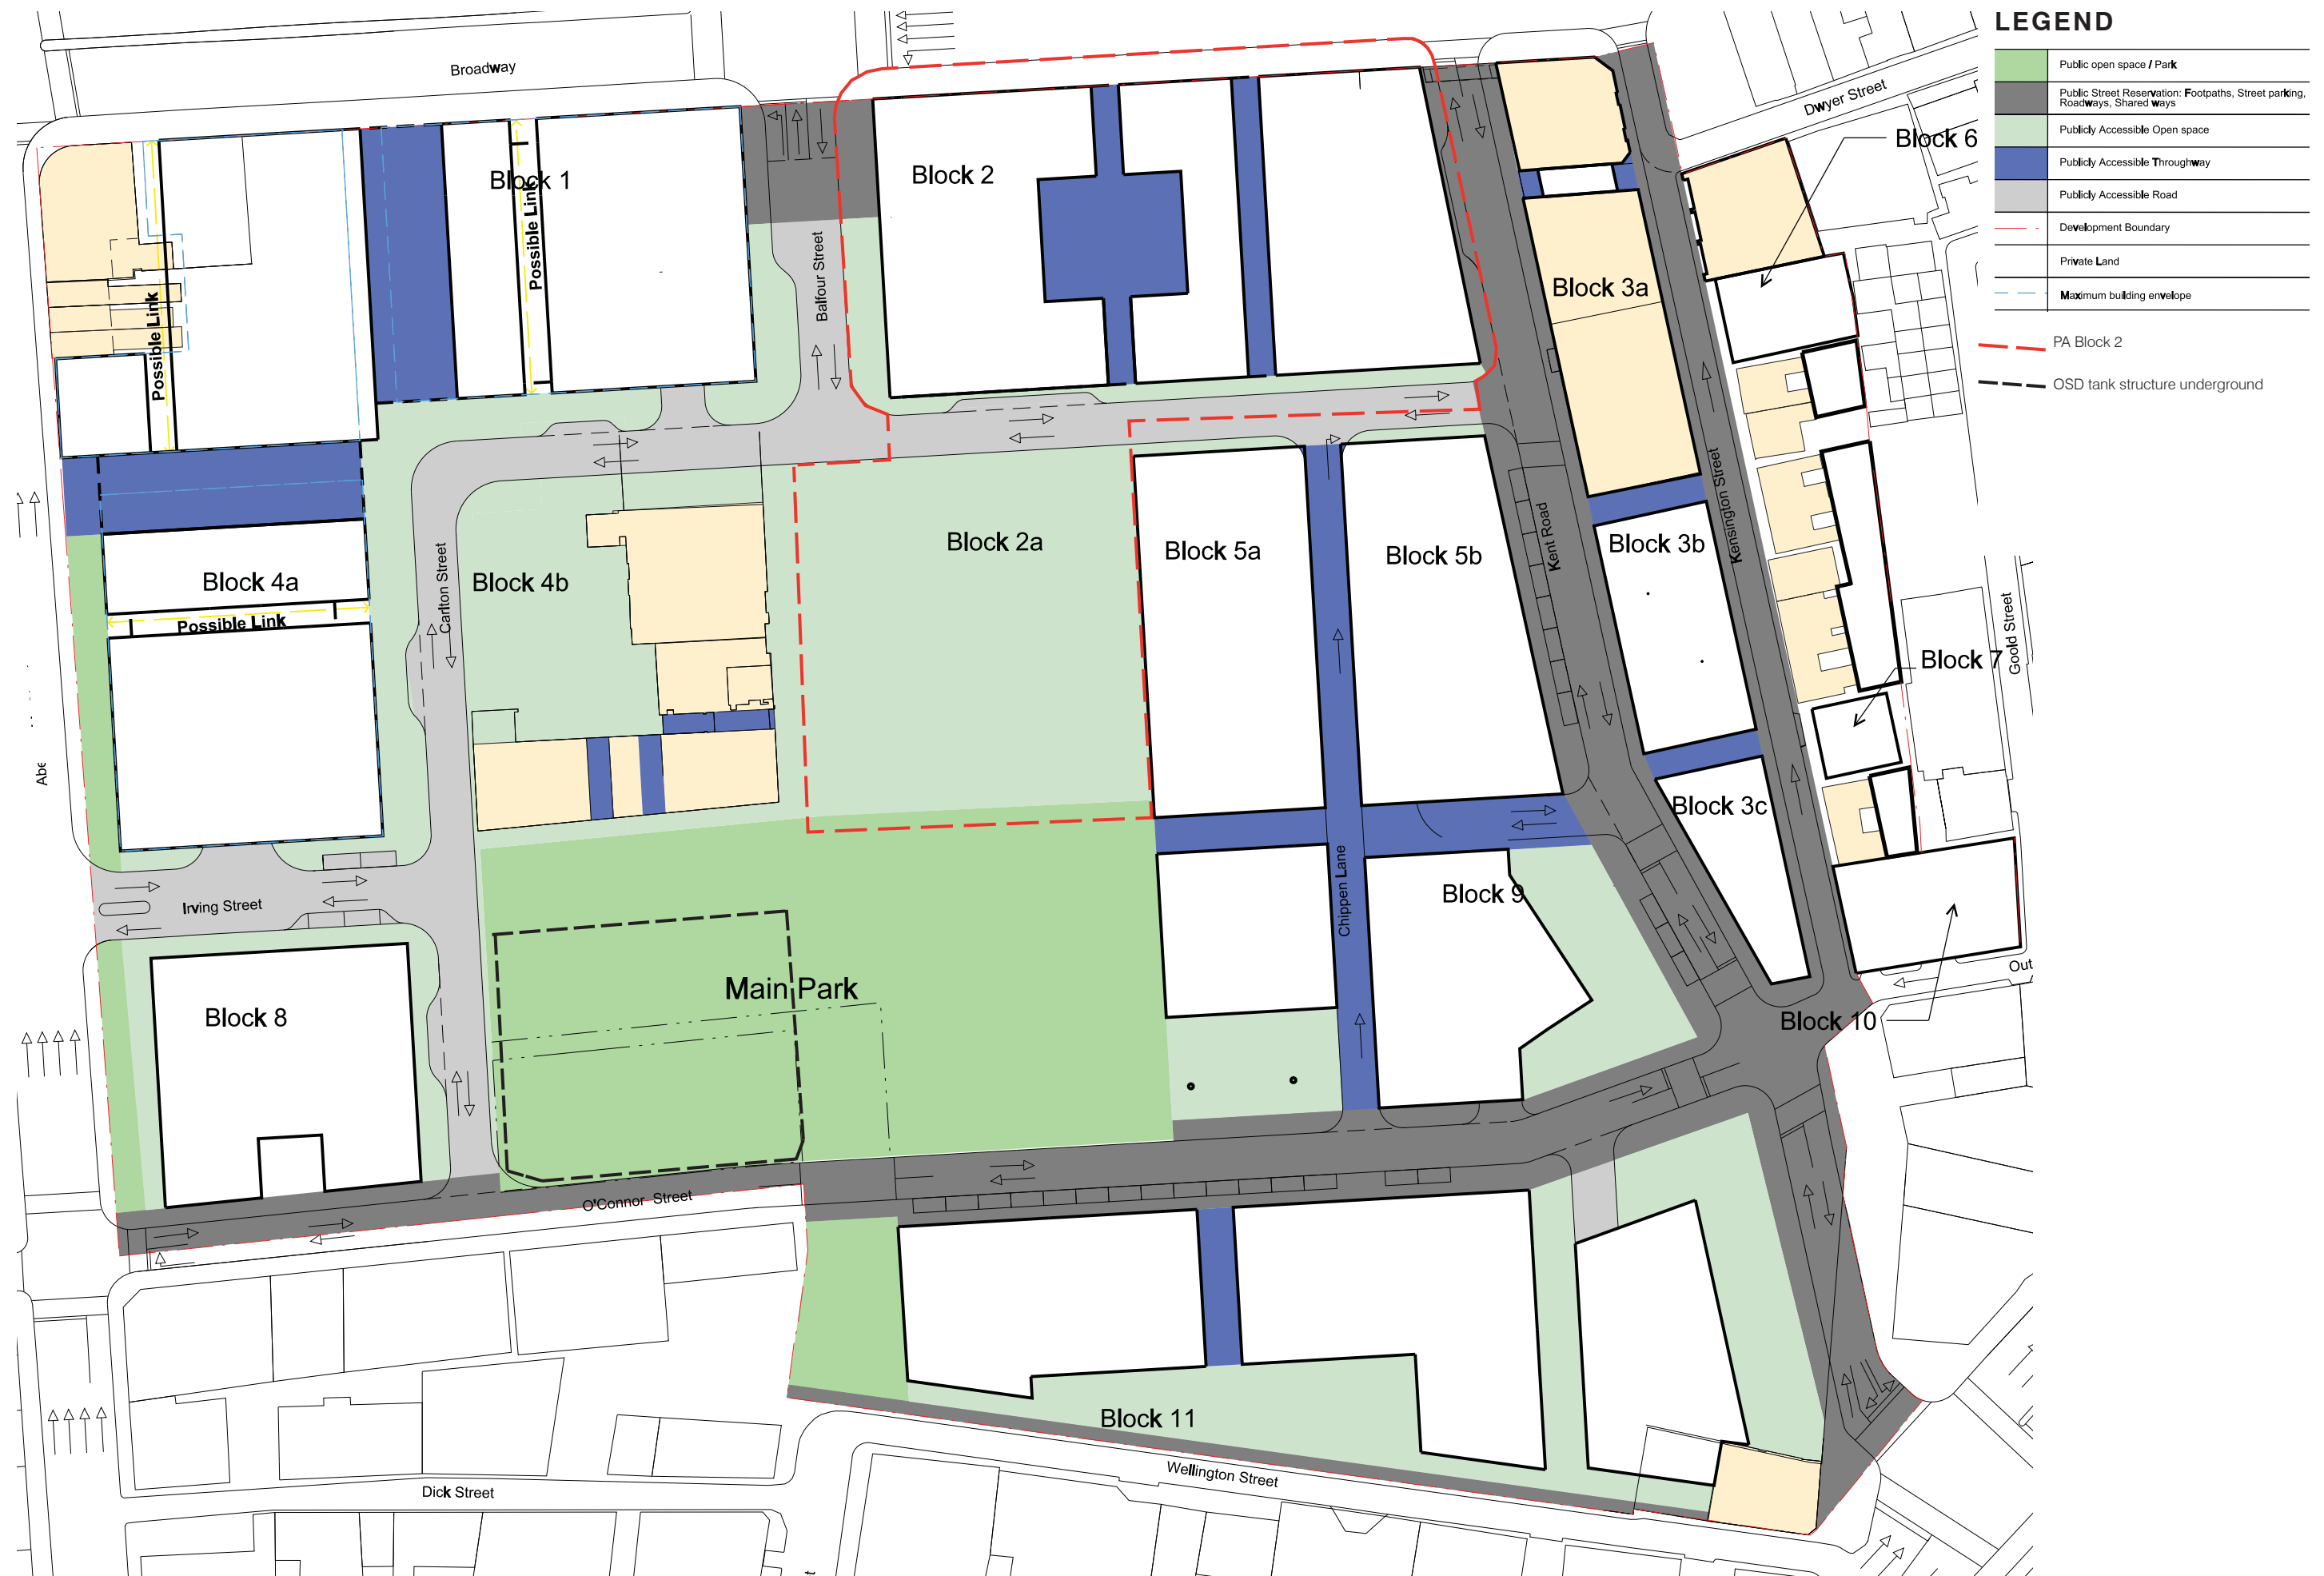 LEGEND
Public open space / Park
Public Street Reservation: Footpaths, Street parking,
Roadways, Shared ways
Publicly Accessible Open space
Publicly Accessible Throughway
Publicly Accessible Road
Development Boundary
Private Land
Maximum building envelope
PA Block 2
OSD tank structure underground
Broadway
Dwyer Street
Block 6
Block 1
Block 2
Possible Link
Possible Link
Balfour Street
Block 3a
Block 2a
Block 5a
Block 5b
Kent Road
Block 3b
Kensington Street
Block 4a
Block 4b
Carlton Street
Possible Link
Block 7
Goold Street
Abe
Block 3c
Irving Street
Chippen Lane
Block 9
Main Park
Block 8
Out
Block 10
O'Connor Street
Block 11
Wellington Street
Dick Street